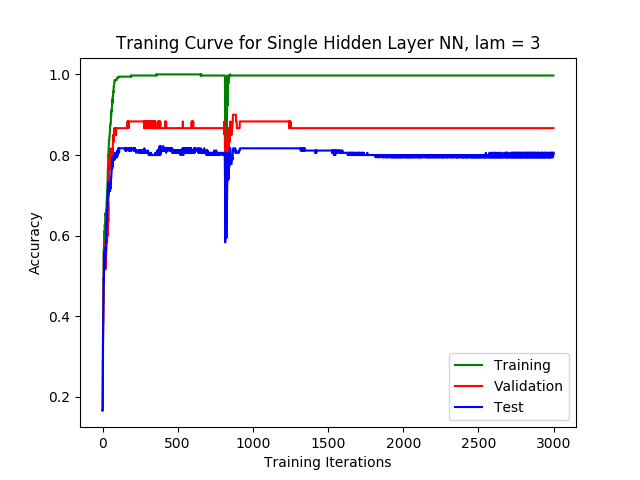 Traning Curve for Single Hidden Layer NN, lam = 3
1.0
0.8
0.6
0.4
0.2
Accuracy
0
500
1000
1500
2000
2500
3000
Training Iterations
Training
Validation
Test